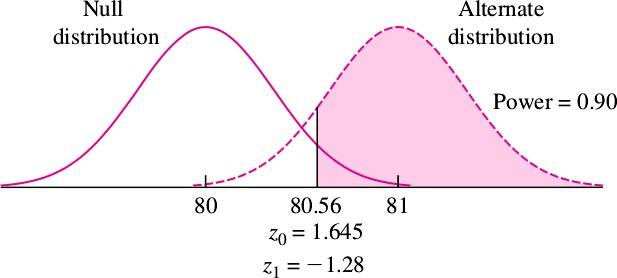 Null
distribution
Alternate
distribution
Power = 0.90
80
80.56
81
z₀ = 1.645
z₁ = −1.28